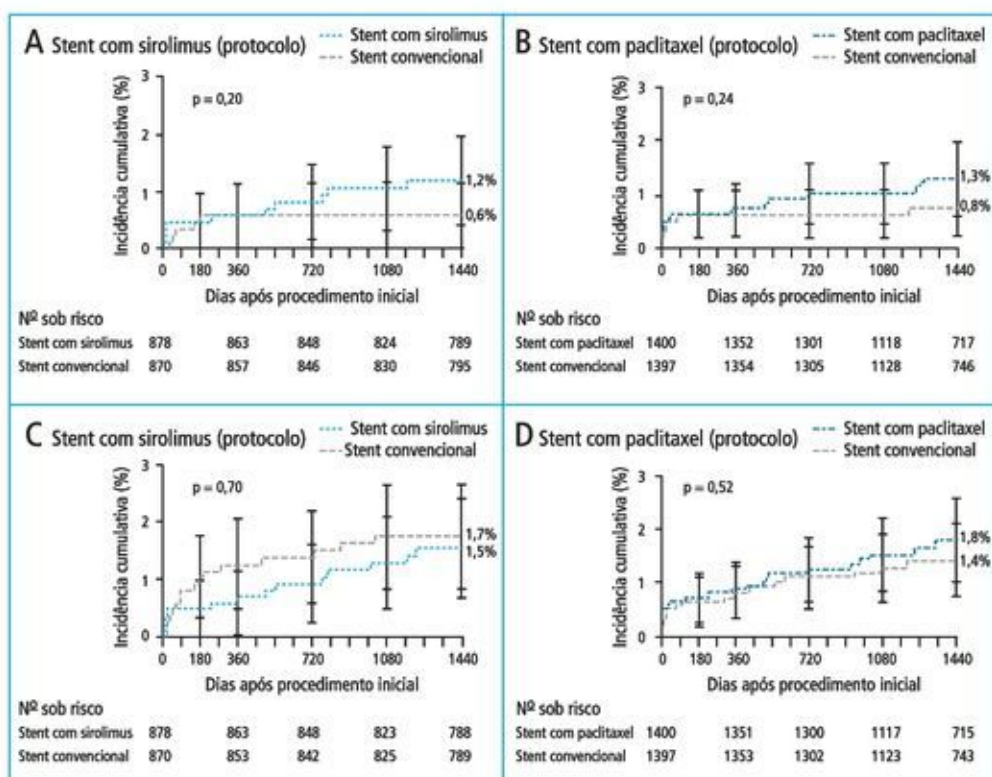 A Stent com sirolimus (protocolo)
Stent com sirolimus
Stent convencional
Incidência cumulativa (%)
3
2
1
0
p = 0,20
1,2%
0,6%
0 180 360 720 1080 1440
Dias após procedimento inicial
Nº sob risco
Stent com sirolimus 878 863 848 824 789
Stent convencional 870 857 846 830 795
B Stent com paclitaxel (protocolo)
Stent com paclitaxel
Stent convencional
Incidência cumulativa (%)
3
2
1
0
p = 0,24
1,3%
0,8%
0 180 360 720 1080 1440
Dias após procedimento inicial
Nº sob risco
Stent com paclitaxel 1400 1352 1301 1118 717
Stent convencional 1397 1354 1305 1128 746
C Stent com sirolimus (protocolo)
Stent com sirolimus
Stent convencional
Incidência cumulativa (%)
3
2
1
0
p = 0,70
1,7%
1,5%
0 180 360 720 1080 1440
Dias após procedimento inicial
Nº sob risco
Stent com sirolimus 878 863 848 823 788
Stent convencional 870 853 842 825 789
D Stent com paclitaxel (protocolo)
Stent com paclitaxel
Stent convencional
Incidência cumulativa (%)
3
2
1
0
p = 0,52
1,8%
1,4%
0 180 360 720 1080 1440
Dias após procedimento inicial
Nº sob risco
Stent com paclitaxel 1400 1351 1300 1117 715
Stent convencional 1397 1353 1302 1123 743